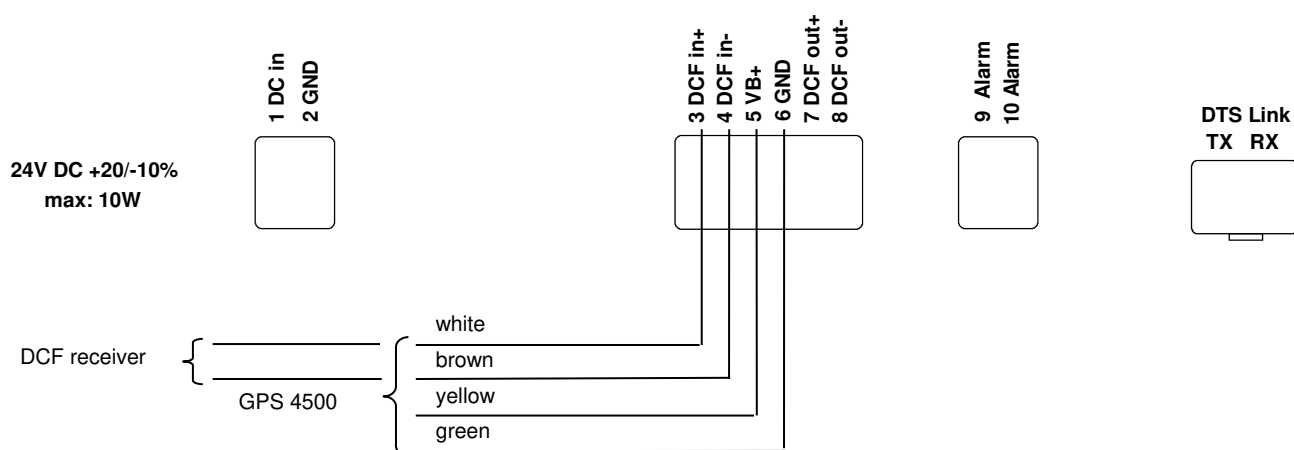 1 DC in
2 GND
3 DCF in+
4 DCF in-
5 VB+
6 GND
7 DCF out+
8 DCF out-
9 Alarm
10 Alarm
DTS Link
TX RX
24V DC +20/-10%
max: 10W
white
DCF receiver
brown
GPS 4500
yellow
green